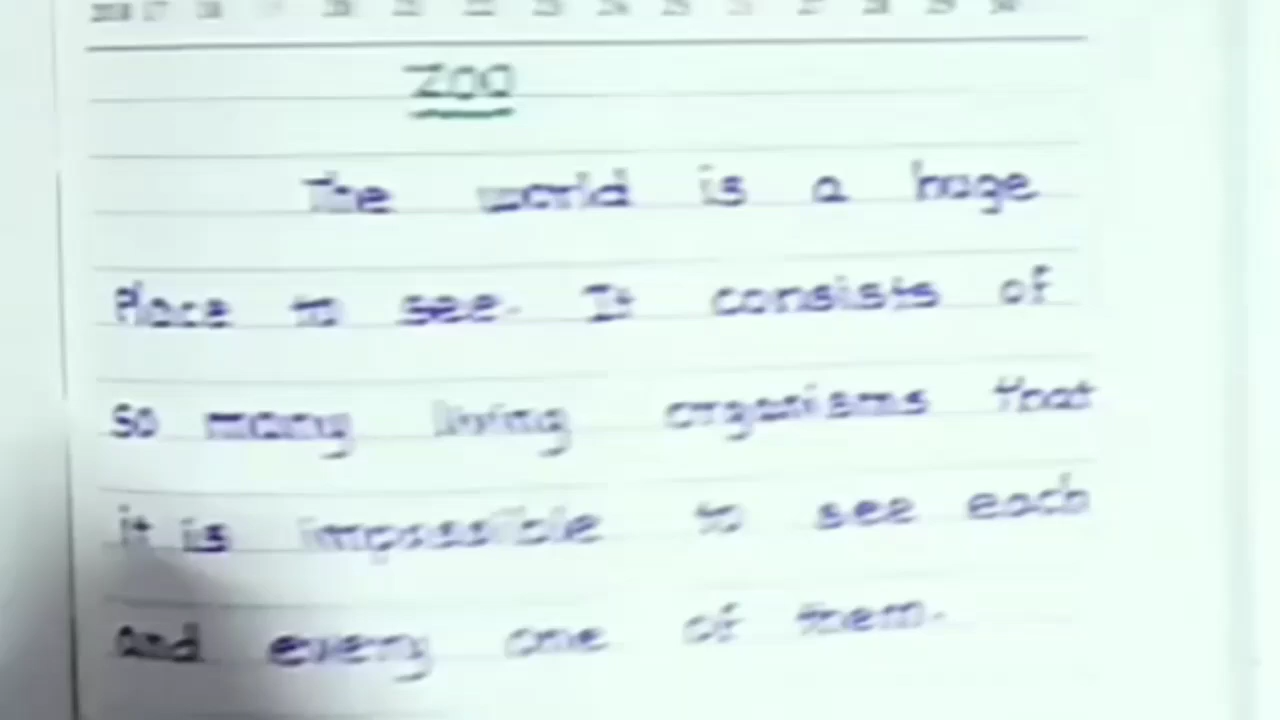 ZOO
The world is a huge
Place to see. It consists of
so many living organisms that
it is impossible to see each
and every one of them.